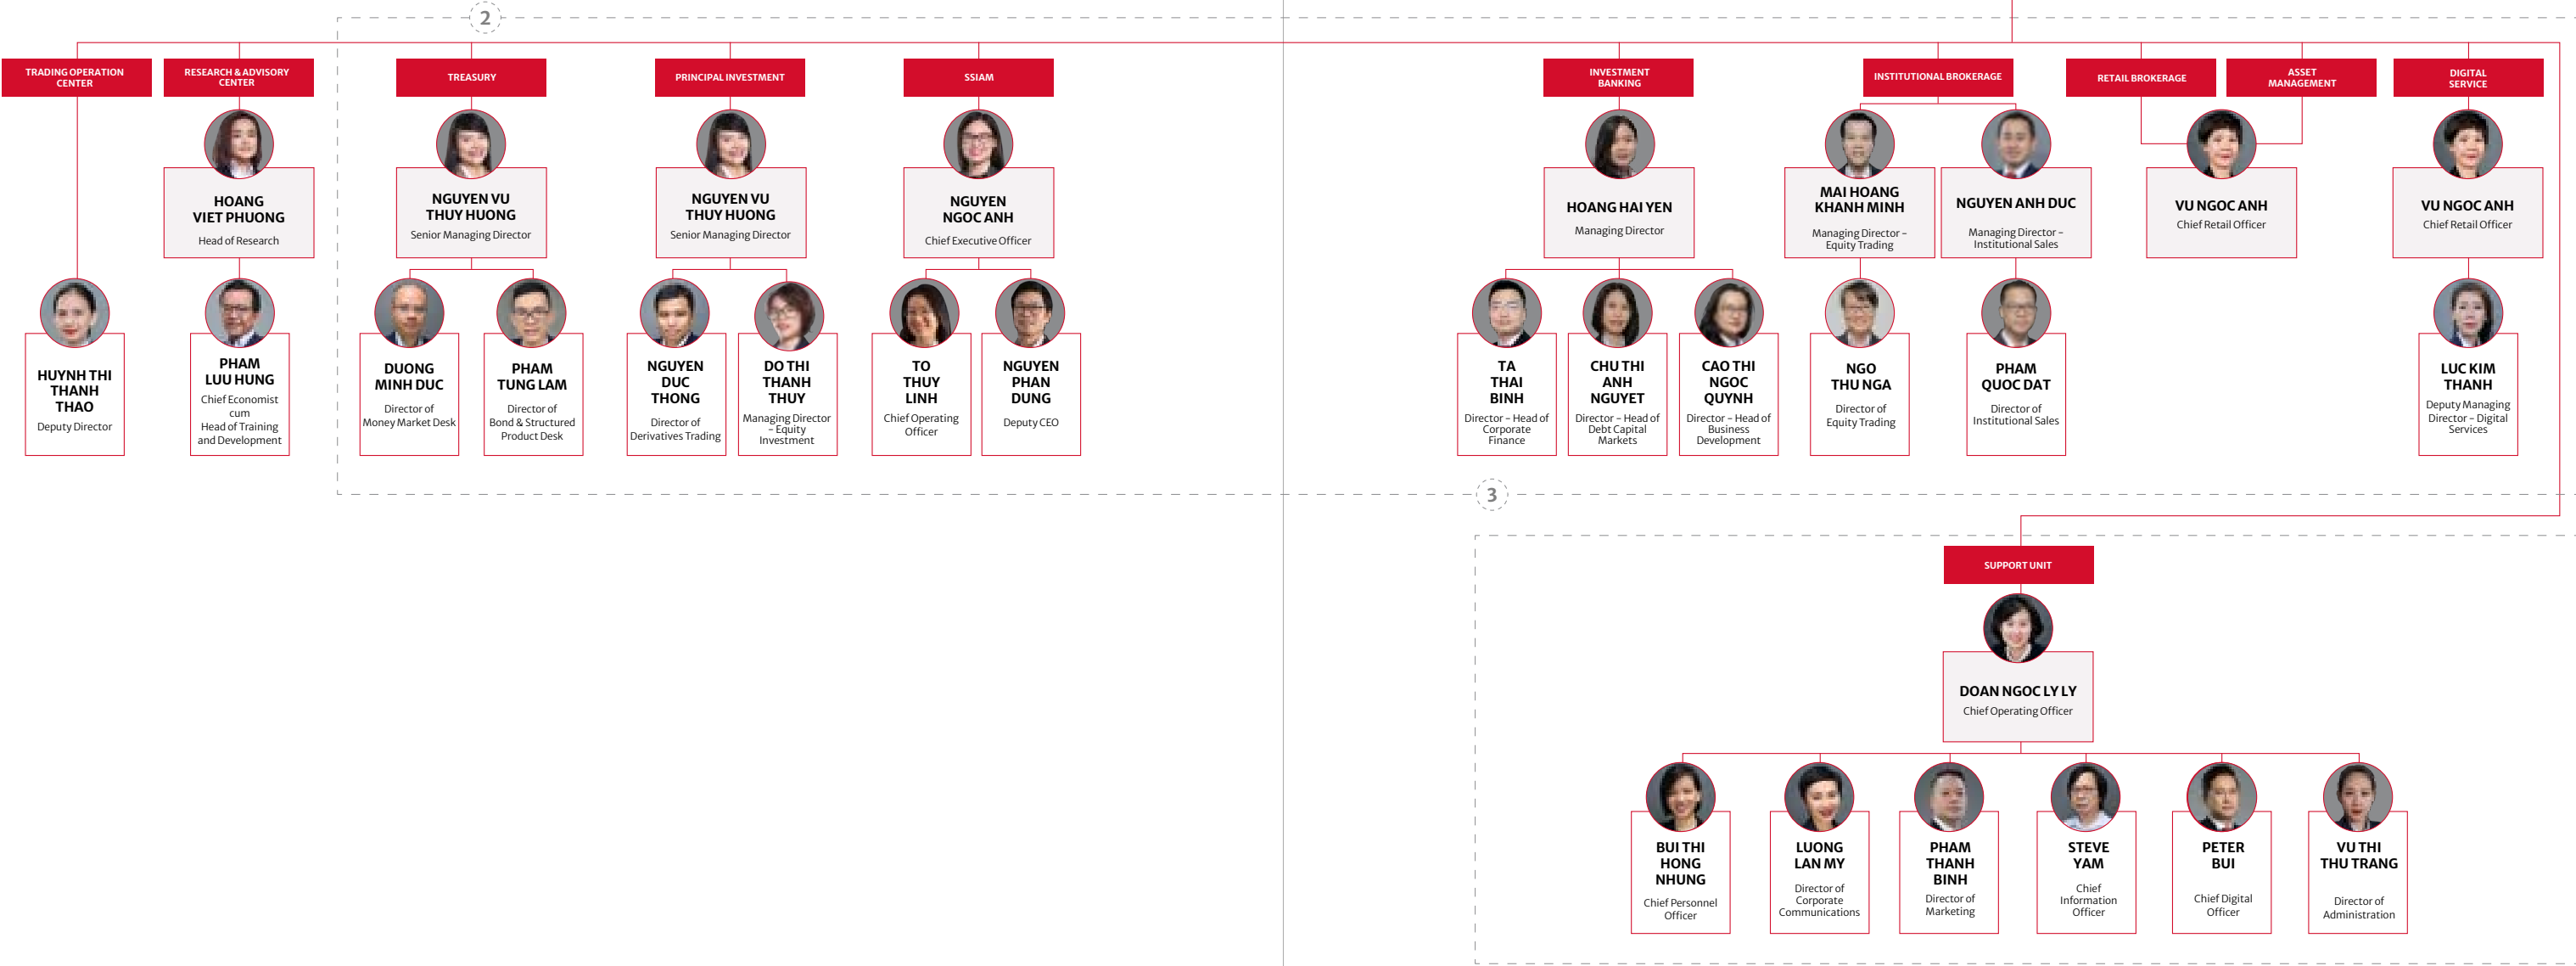 2
TRADING OPERATION
CENTER
HUYNH THI
THANH
THAO
Deputy Director
RESEARCH & ADVISORY
CENTER
HOANG
VIET PHUONG
Head of Research
PHAM
LUU HUNG
Chief Economist
cum
Head of Training
and Development
TREASURY
NGUYEN VU
THUY HUONG
Senior Managing Director
DUONG
MINH DUC
Director of
Money Market Desk
PHAM
TUNG LAM
Director of
Bond & Structured
Product Desk
PRINCIPAL INVESTMENT
NGUYEN VU
THUY HUONG
Senior Managing Director
NGUYEN
DUC
THONG
Director of
Derivatives Trading
DO THI
THANH
THUY
Managing Director
- Equity
Investment
SSIAM
NGUYEN
NGOC ANH
Chief Executive Officer
TO
THUY
LINH
Chief Operating
Officer
NGUYEN
PHAN
DUNG
Deputy CEO
INVESTMENT
BANKING
HOANG HAI YEN
Managing Director
TA
THAI
BINH
Director - Head of
Corporate
Finance
CHU THI
ANH
NGUYET
Director - Head of
Debt Capital
Markets
CAO THI
NGOC
QUYNH
Director - Head of
Business
Development
INSTITUTIONAL BROKERAGE
MAI HOANG
KHANH MINH
Managing Director -
Equity Trading
NGO
THU NGA
Director of
Equity Trading
NGUYEN ANH DUC
Managing Director -
Institutional Sales
PHAM
QUOC DAT
Director of
Institutional Sales
RETAIL BROKERAGE
ASSET
MANAGEMENT
VU NGOC ANH
Chief Retail Officer
DIGITAL
SERVICE
VU NGOC ANH
Chief Retail Officer
LUC KIM
THANH
Deputy Managing
Director - Digital
Services
3
SUPPORT UNIT
DOAN NGOC LY LY
Chief Operating Officer
BUI THI
HONG
NHUNG
Chief Personnel
Officer
LUONG
LAN MY
Director of
Corporate
Communications
PHAM
THANH
BINH
Director of
Marketing
STEVE
YAM
Chief
Information
Officer
PETER
BUI
Chief Digital
Officer
VU THI
THU TRANG
Director of
Administration